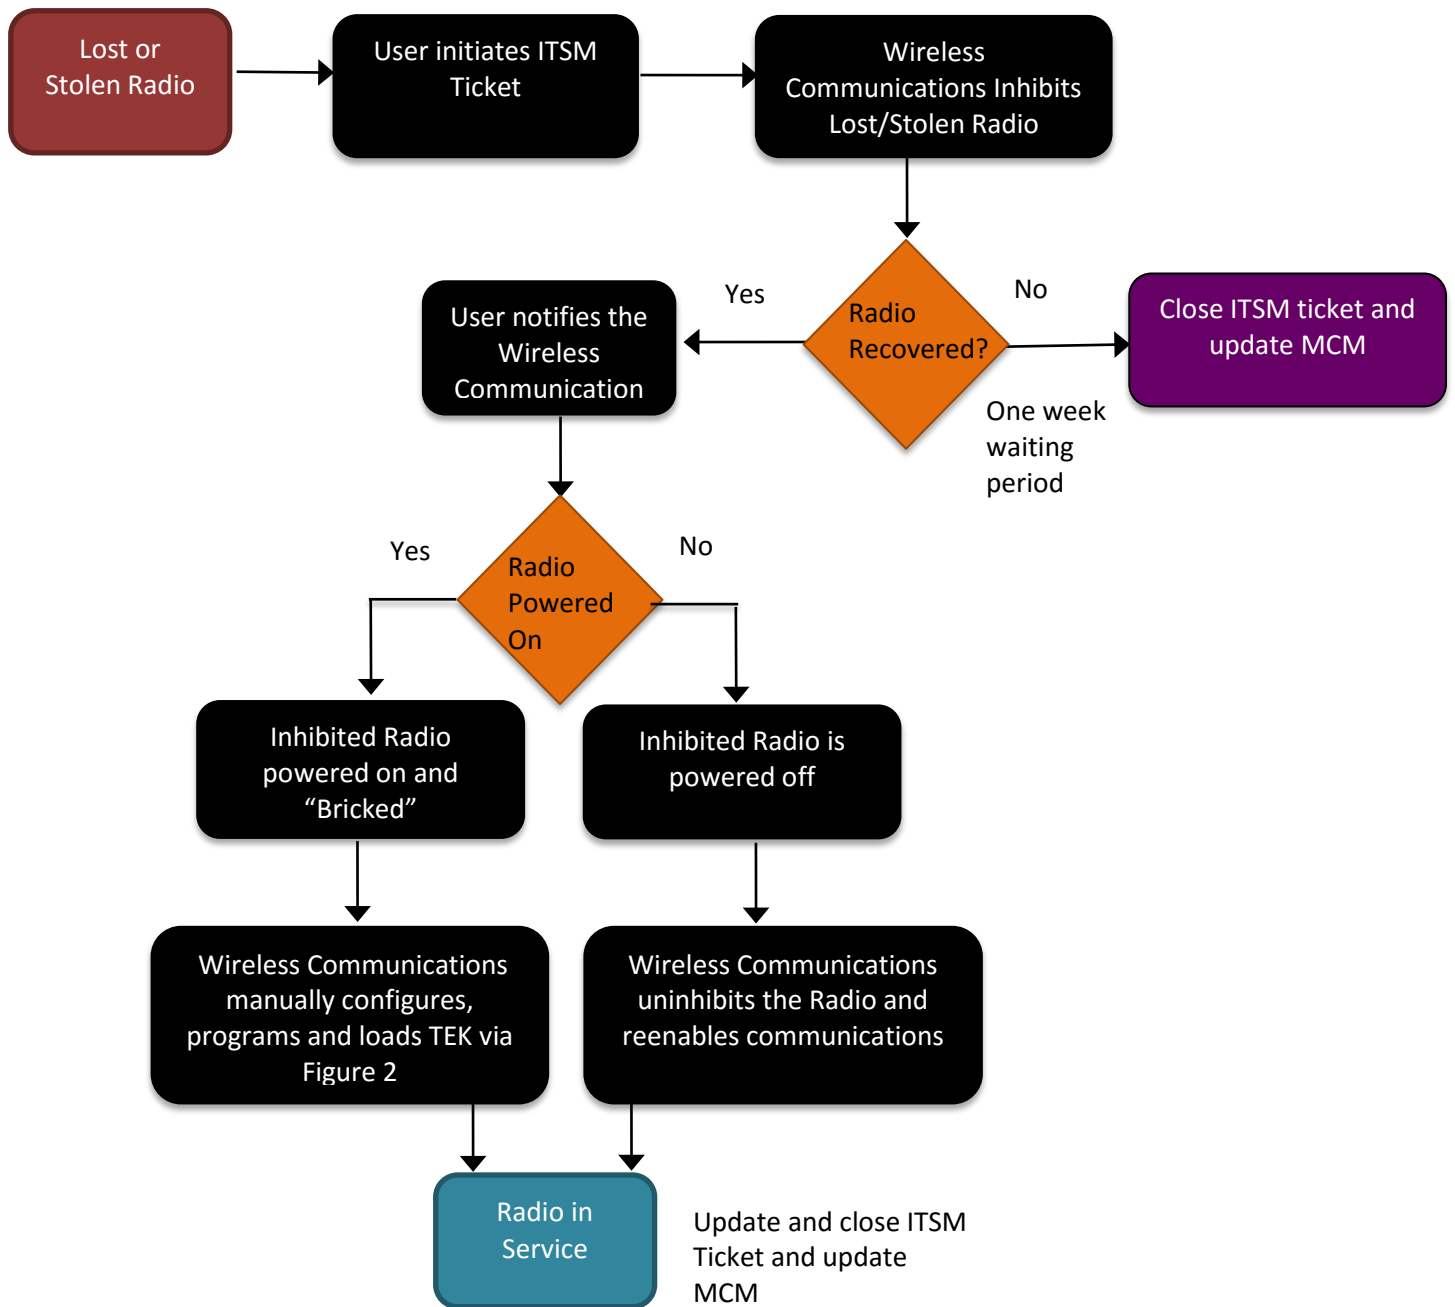 Lost or
Stolen Radio
User initiates ITSM
Ticket
Wireless
Communications Inhibits
Lost/Stolen Radio
Radio
Recovered?
Yes
No
One week
waiting
period
Close ITSM ticket and
update MCM
User notifies the
Wireless
Communication
Radio
Powered
On
Yes
No
Inhibited Radio
powered on and
“Bricked”
Inhibited Radio is
powered off
Wireless Communications
manually configures,
programs and loads TEK via
Figure 2
Wireless Communications
uninhibits the Radio and
reenables communications
Radio in
Service
Update and close ITSM
Ticket and update
MCM